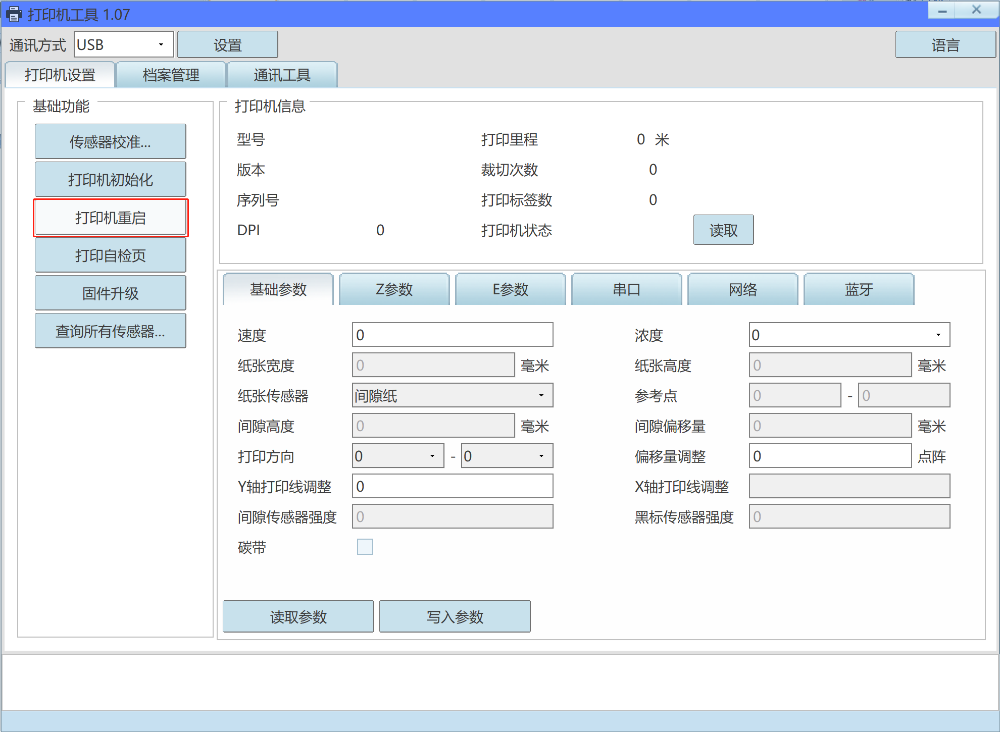 打印机工具 1.07
通讯方式 USB 设置 语言
打印机设置 档案管理 通讯工具
基础功能
传感器校准...
打印机初始化
打印机重启
打印自检页
固件升级
查询所有传感器...
打印机信息
型号 打印里程 0 米
版本 裁切次数 0
序列号 打印标签数 0
DPI 0 打印机状态 读取
基础参数 Z参数 E参数 串口 网络 蓝牙
速度 0 浓度 0
纸张宽度 0 毫米 纸张高度 0 毫米
纸张传感器 间隙纸 参考点 0 - 0
间隙高度 0 毫米 间隙偏移量 0 毫米
打印方向 0 - 0 偏移量调整 0 点阵
Y轴打印线调整 0 X轴打印线调整
间隙传感器强度 0 黑标传感器强度 0
碳带
读取参数 写入参数